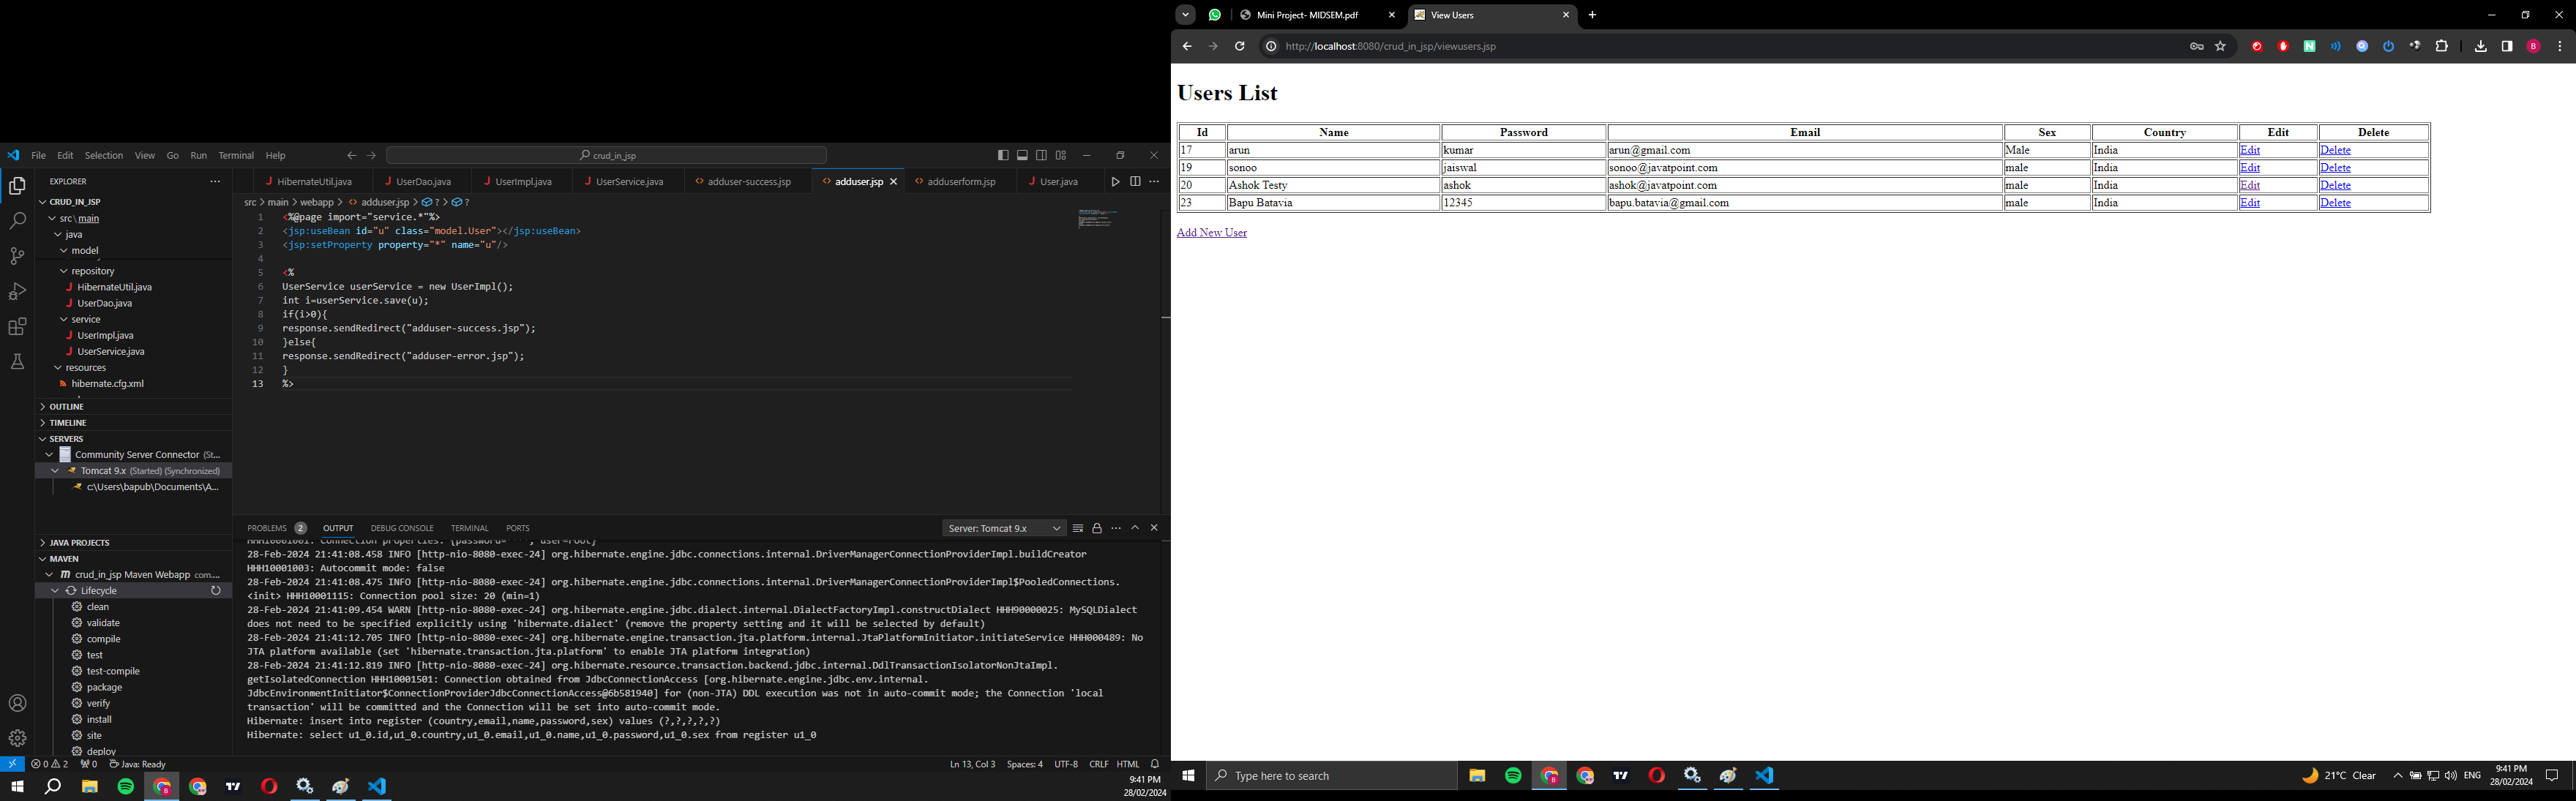 File Edit Selection View Go Run Terminal Help
crud_in_jsp
EXPLORER
CRUD_IN_JSP
src\main
java
model
repository
HibernateUtil.java
UserDao.java
service
UserImpl.java
UserService.java
resources
hibernate.cfg.xml
OUTLINE
TIMELINE
SERVERS
Community Server Connector (St...
Tomcat 9.x (Started) (Synchronized)
c:\Users\bapub\Documents\A...
JAVA PROJECTS
MAVEN
crud_in_jsp Maven Webapp com....
Lifecycle
clean
validate
compile
test
test-compile
package
verify
install
site
deploy
HibernateUtil.java UserDao.java UserImpl.java UserService.java adduser-success.jsp adduser.jsp adduserform.jsp User.java
src > main > webapp > adduser.jsp > ? > ?
1 <%@page import="service.*"%>
2 <jsp:useBean id="u" class="model.User"></jsp:useBean>
3 <jsp:setProperty property="*" name="u"/>
4
5 <%
6 UserService userService = new UserImpl();
7 int i=userService.save(u);
8 if(i>0){
9 response.sendRedirect("adduser-success.jsp");
10 }else{
11 response.sendRedirect("adduser-error.jsp");
12 }
13 %>
PROBLEMS 2 OUTPUT DEBUG CONSOLE TERMINAL PORTS
Server: Tomcat 9.x
HHH10001001: Connection properties: {password=****, user=root}
28-Feb-2024 21:41:08.458 INFO [http-nio-8080-exec-24] org.hibernate.engine.jdbc.connections.internal.DriverManagerConnectionProviderImpl.buildCreator
HHH10001003: Autocommit mode: false
28-Feb-2024 21:41:08.475 INFO [http-nio-8080-exec-24] org.hibernate.engine.jdbc.connections.internal.DriverManagerConnectionProviderImpl$PooledConnections.
<init> HHH10001115: Connection pool size: 20 (min=1)
28-Feb-2024 21:41:09.454 WARN [http-nio-8080-exec-24] org.hibernate.engine.jdbc.dialect.internal.DialectFactoryImpl.constructDialect HHH90000025: MySQLDialect
does not need to be specified explicitly using 'hibernate.dialect' (remove the property setting and it will be selected by default)
28-Feb-2024 21:41:12.705 INFO [http-nio-8080-exec-24] org.hibernate.engine.transaction.jta.platform.internal.JtaPlatformInitiator.initiateService HHH000489: No
JTA platform available (set 'hibernate.transaction.jta.platform' to enable JTA platform integration)
28-Feb-2024 21:41:12.819 INFO [http-nio-8080-exec-24] org.hibernate.resource.transaction.backend.jdbc.internal.DdlTransactionIsolatorNonJtaImpl.
getIsolatedConnection HHH10001501: Connection obtained from JdbcConnectionAccess [org.hibernate.engine.jdbc.env.internal.
JdbcEnvironmentInitiator$ConnectionProviderJdbcConnectionAccess@6b581940] for (non-JTA) DDL execution was not in auto-commit mode; the Connection 'local
transaction' will be committed and the Connection will be set into auto-commit mode.
Hibernate: insert into register (country,email,name,password,sex) values (?,?,?,?,?)
Hibernate: select u1_0.id,u1_0.country,u1_0.email,u1_0.name,u1_0.password,u1_0.sex from register u1_0
0 2 0 Java: Ready
Ln 13, Col 3 Spaces: 4 UTF-8 CRLF HTML
9:41 PM
28/02/2024
Mini Project- MIDSEM.pdf View Users
http://localhost:8080/crud_in_jsp/viewusers.jsp
Users List
Id Name Password Email Sex Country Edit Delete
17 arun kumar arun@gmail.com Male India Edit Delete
19 sonoo jaiswal sonoo@javatpoint.com male India Edit Delete
20 Ashok Testy ashok ashok@javatpoint.com male India Edit Delete
23 Bapu Batavia 12345 bapu.batavia@gmail.com male India Edit Delete
Add New User
Type here to search
21°C Clear
ENG
9:41 PM
28/02/2024